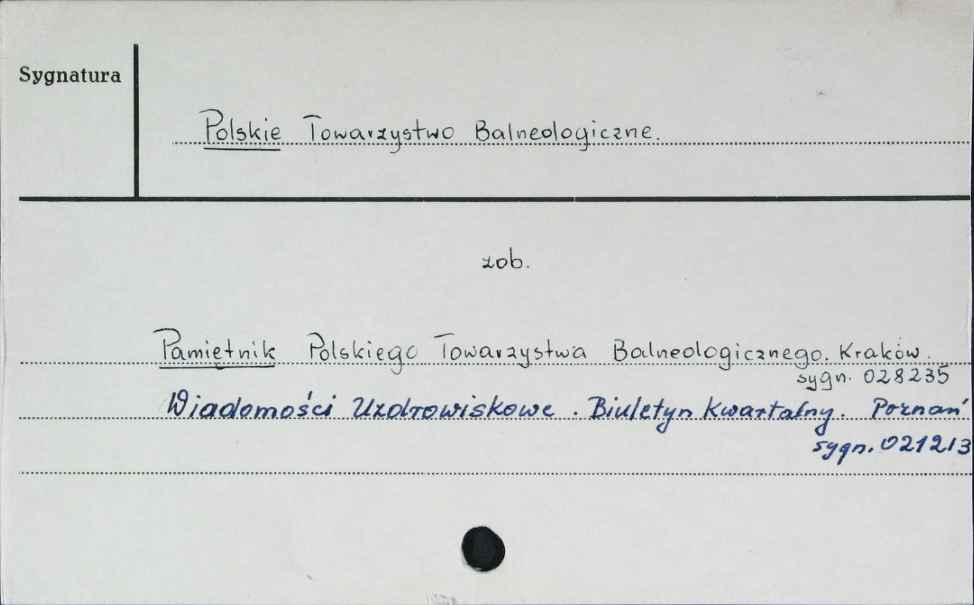 Sygnatura
Polskie Towarzystwo Balneologiczne.
zob.
Pamiętnik Polskiego Towarzystwa Balneologicznego. Kraków.
sygn. 028235
Wiadomości Uzdrowiskowe. Biuletyn Kwartalny. Poznań
sygn. 021213